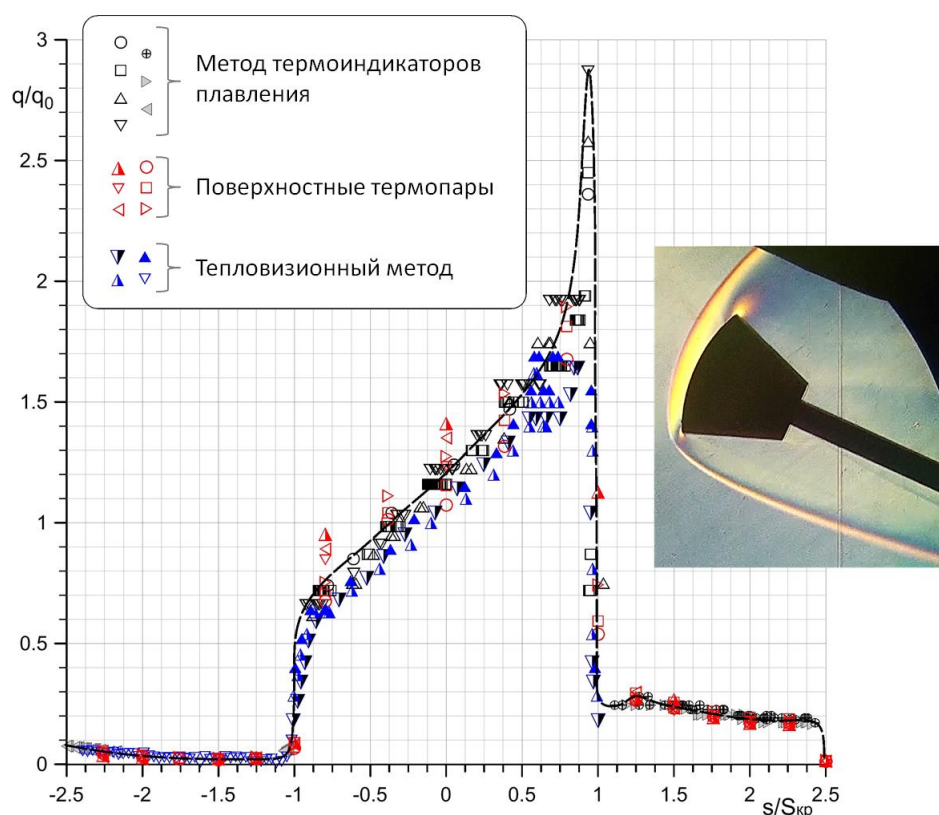 3
q/q0
2.5
2
1.5
1
0.5
0
Метод термоиндикаторов
плавления
Поверхностные термопары
Тепловизионный метод
-2.5 -2 -1.5 -1 -0.5 0 0.5 1 1.5 2 2.5
s/Sкр